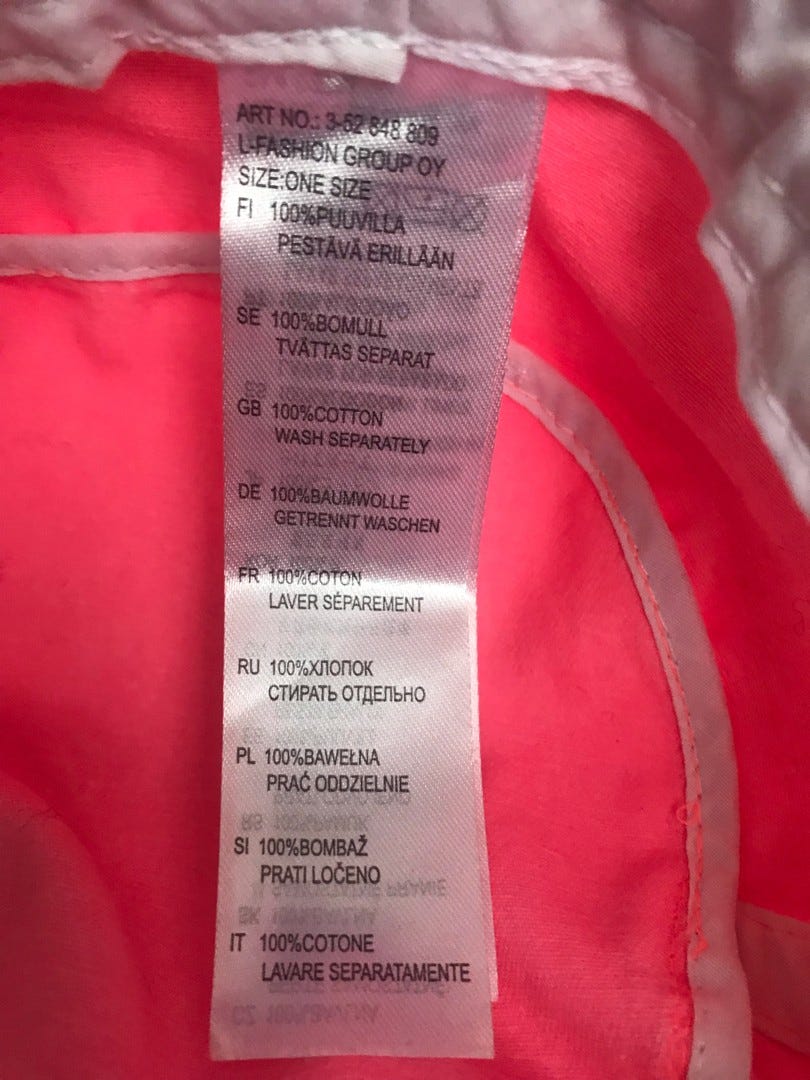 ART NO.: 3-52 848 809
L-FASHION GROUP OY
SIZE:ONE SIZE
FI 100%PUUVILLA
PESTÄVÄ ERILLÄÄN
SE 100%BOMULL
TVÄTTAS SEPARAT
GB 100%COTTON
WASH SEPARATELY
DE 100%BAUMWOLLE
GETRENNT WASCHEN
FR 100%COTON
LAVER SÉPAREMENT
RU 100%ХЛОПОК
СТИРАТЬ ОТДЕЛЬНО
PL 100%BAWEŁNA
PRAĆ ODDZIELNIE
SI 100%BOMBAŽ
PRATI LOČENO
IT 100%COTONE
LAVARE SEPARATAMENTE